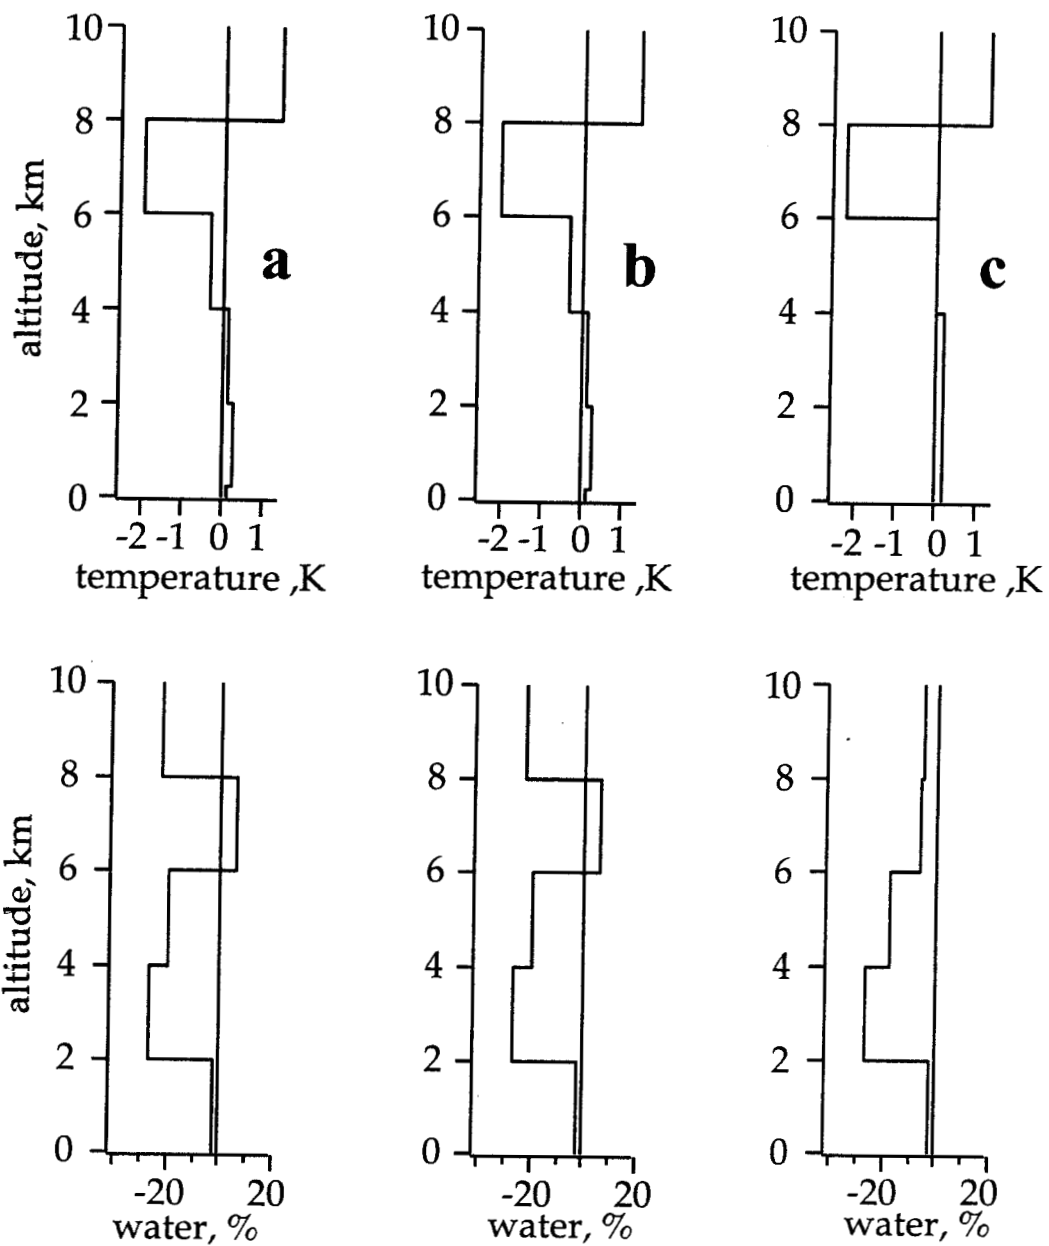 10 10 10
8 8 8
6 6 6
a b c
4 4 4
2 2 2
0 0 0
altitude, km
-2 -1 0 1 -2 -1 0 1 -2 -1 0 1
temperature ,K temperature ,K temperature ,K
10 10 10
8 8 8
6 6 6
4 4 4
2 2 2
0 0 0
altitude, km
-20 20 -20 20 -20 20
water, % water, % water, %